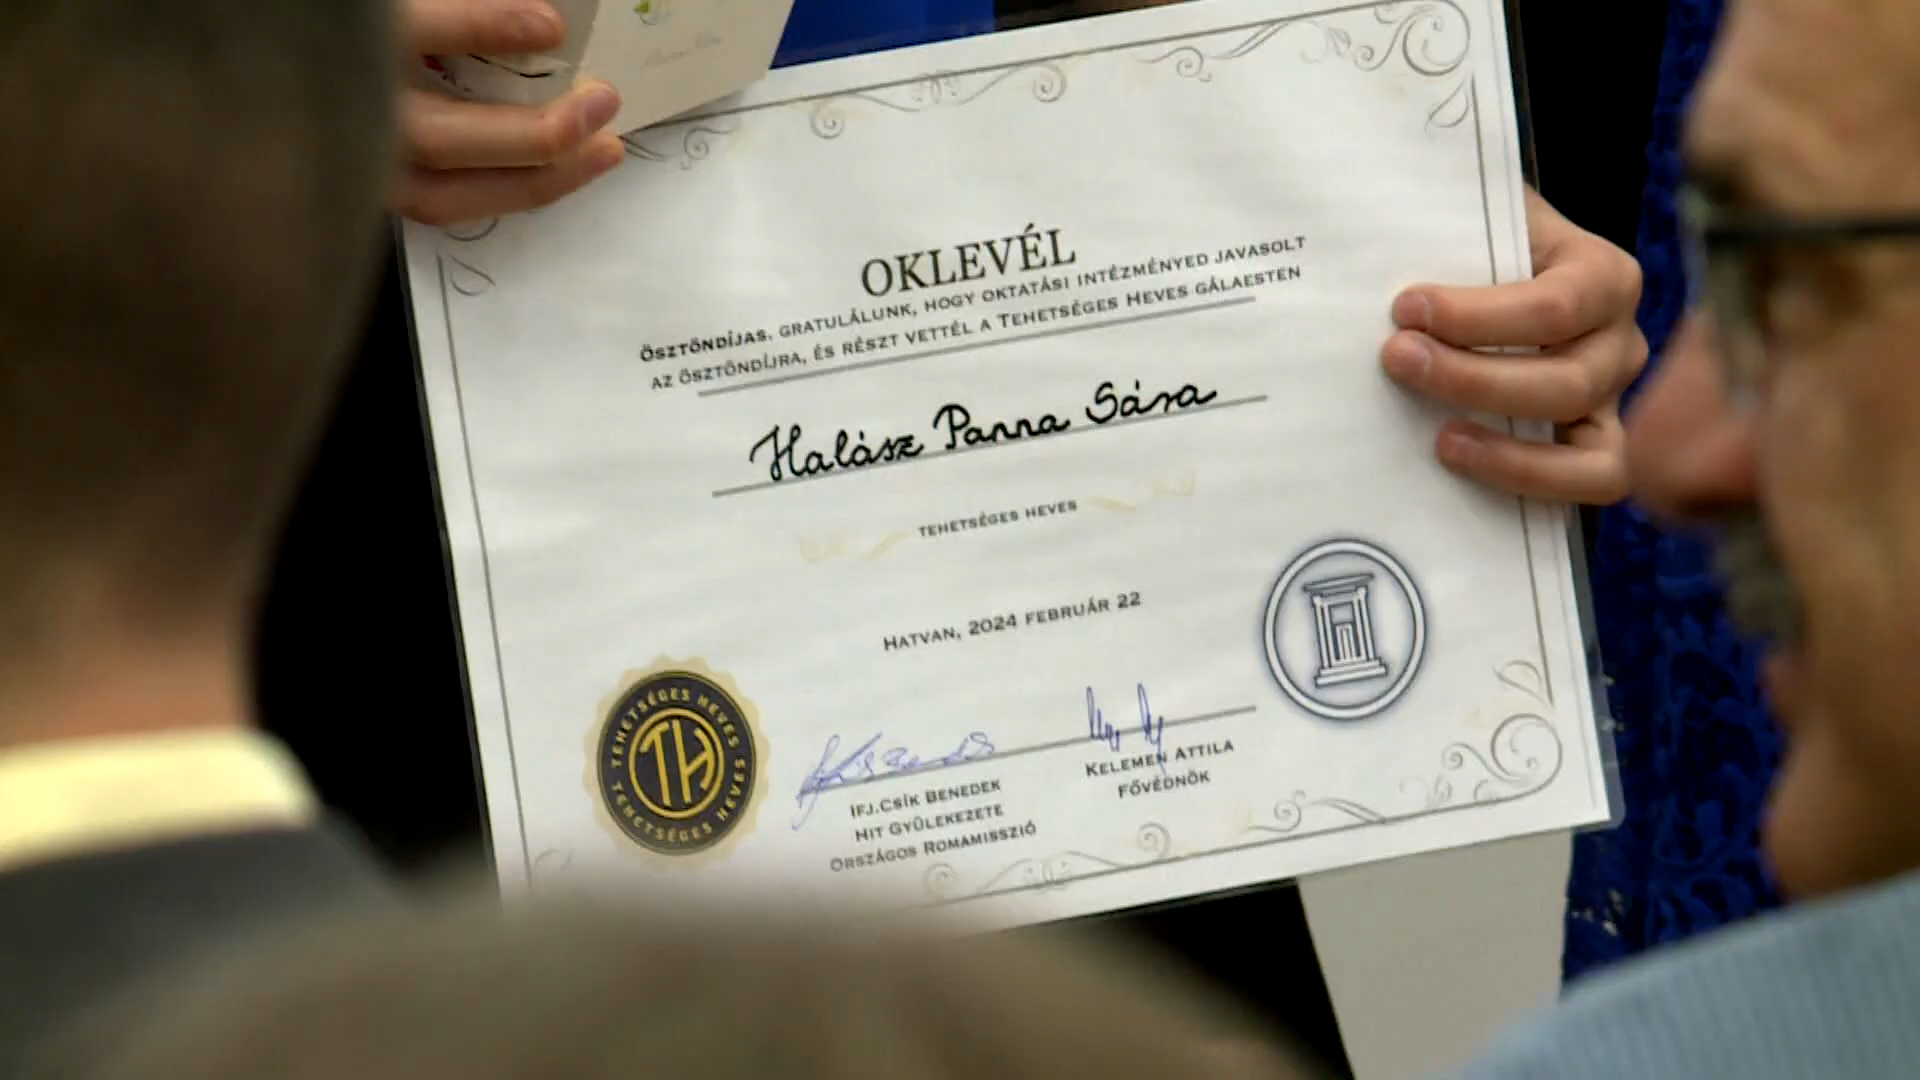 OKLEVÉL
ÖSZTÖNDÍJAS, GRATULÁLUNK, HOGY OKTATÁSI INTÉZMÉNYED JAVASOLT
AZ ÖSZTÖNDÍJRA, ÉS RÉSZT VETTÉL A TEHETSÉGES HEVES GÁLAESTEN
Halász Panna Sára
TEHETSÉGES HEVES
HATVAN, 2024 FEBRUÁR 22
TEHETSÉGES HEVES
TH
TEHETSÉGES HEVES
IFJ.CSÍK BENEDEK
HIT GYÜLEKEZETE
ORSZÁGOS ROMAMISSZIÓ
KELEMEN ATTILA
FŐVÉDNÖK